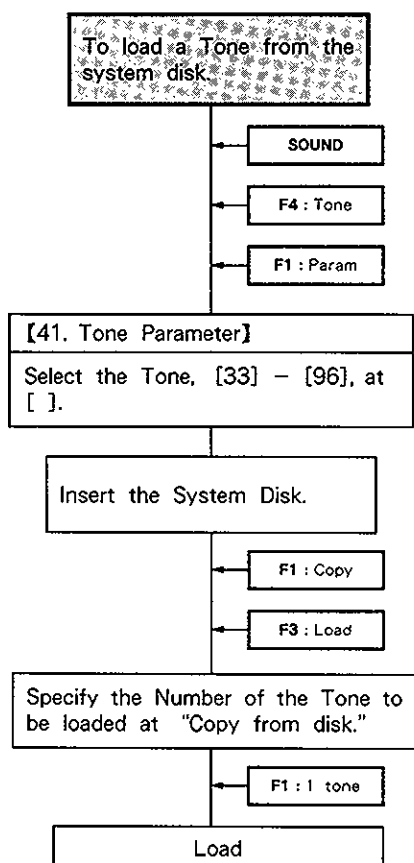 To load a Tone from the
system disk.
SOUND
F4 : Tone
F1 : Param
【41. Tone Parameter】
Select the Tone, [33] – [96], at
[ ].
Insert the System Disk.
F1 : Copy
F3 : Load
Specify the Number of the Tone to
be loaded at "Copy from disk."
F1 : 1 tone
Load